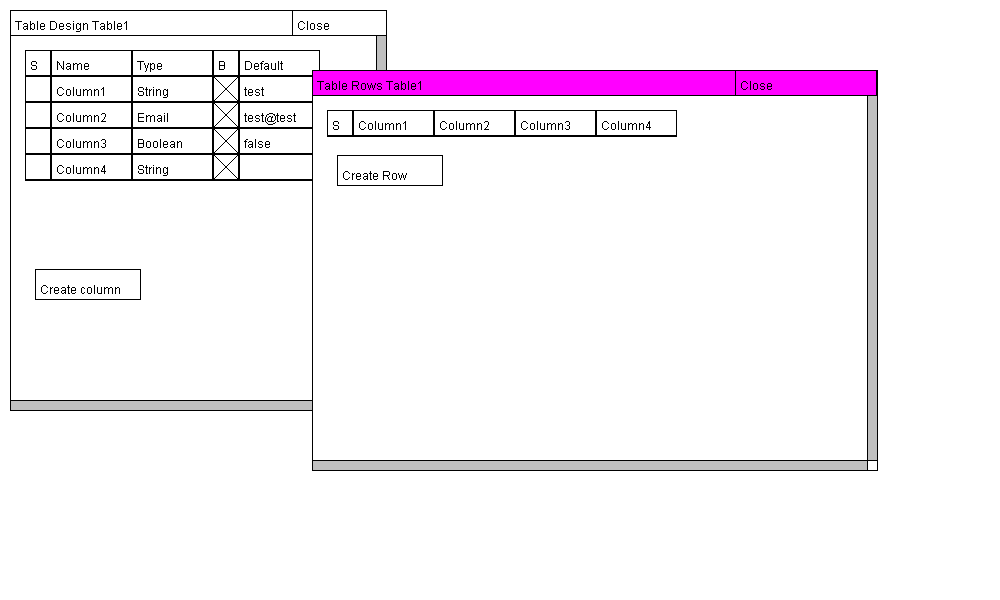 Table Design Table1 Close
S Name Type B Default
Column1 String test
Column2 Email test@test
Column3 Boolean false
Column4 String
Create column
Table Rows Table1 Close
S Column1 Column2 Column3 Column4
Create Row